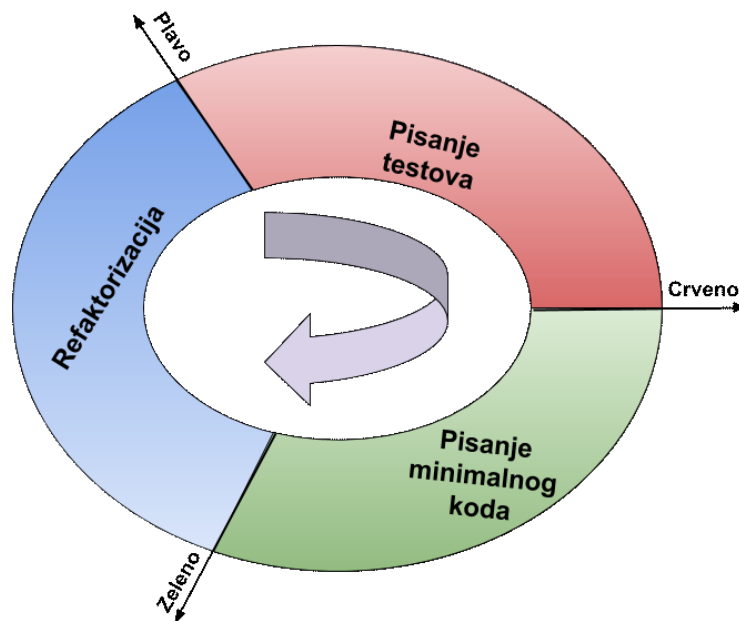 Plavo
Pisanje
testova
Crveno
Refaktorizacija
Pisanje
minimalnog
koda
Zeleno